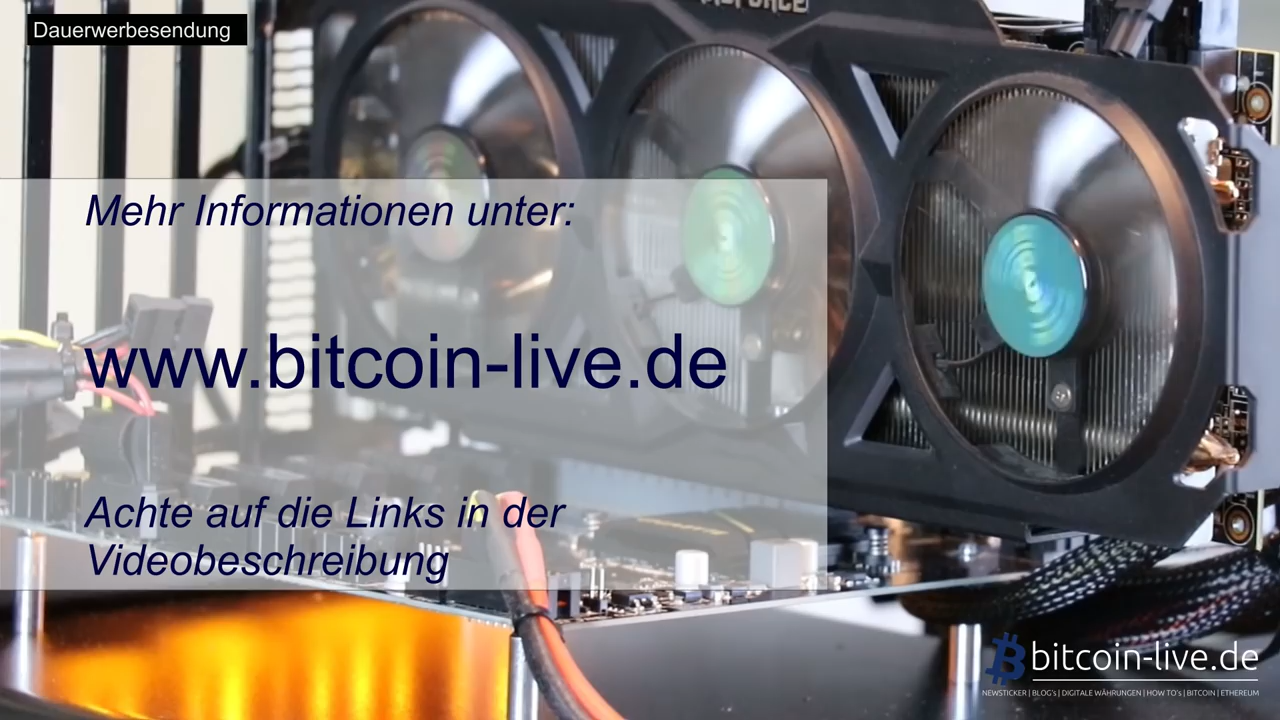 Dauerwerbesendung
Mehr Informationen unter:
www.bitcoin-live.de
Achte auf die Links in der
Videobeschreibung
bitcoin-live.de
NEWSTICKER | BLOG's | DIGITALE WÄHRUNGEN | HOW TO's | BITCOIN | ETHEREUM